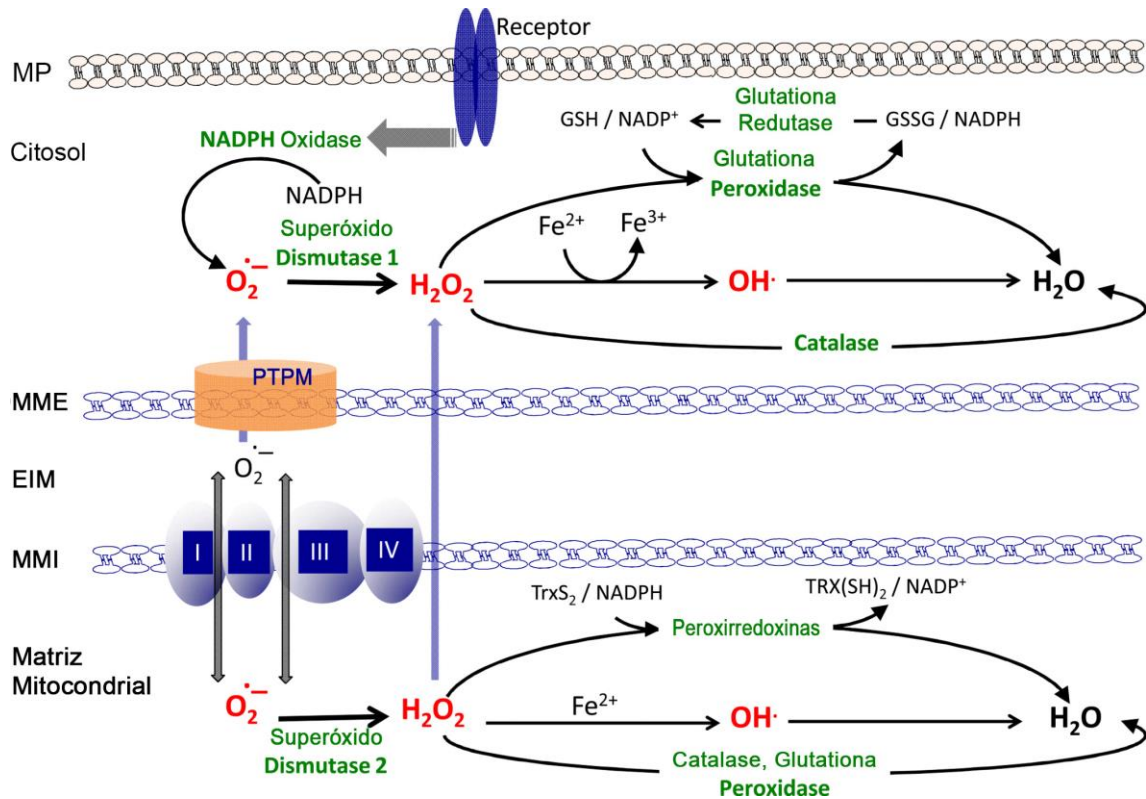 Receptor
MP
Citosol
NADPH Oxidase
NADPH
GSH / NADP⁺
Glutationa
Redutase
GSSG / NADPH
Glutationa
Peroxidase
Superóxido
Dismutase 1
Fe²⁺
Fe³⁺
O₂·−
H₂O₂
OH·
H₂O
Catalase
PTPM
MME
EIM
O₂·−
MMI
I
II
III
IV
TrxS₂ / NADPH
TRX(SH)₂ / NADP⁺
Peroxirredoxinas
Matriz
Mitocondrial
O₂·−
H₂O₂
Fe²⁺
OH·
H₂O
Superóxido
Dismutase 2
Catalase, Glutationa
Peroxidase